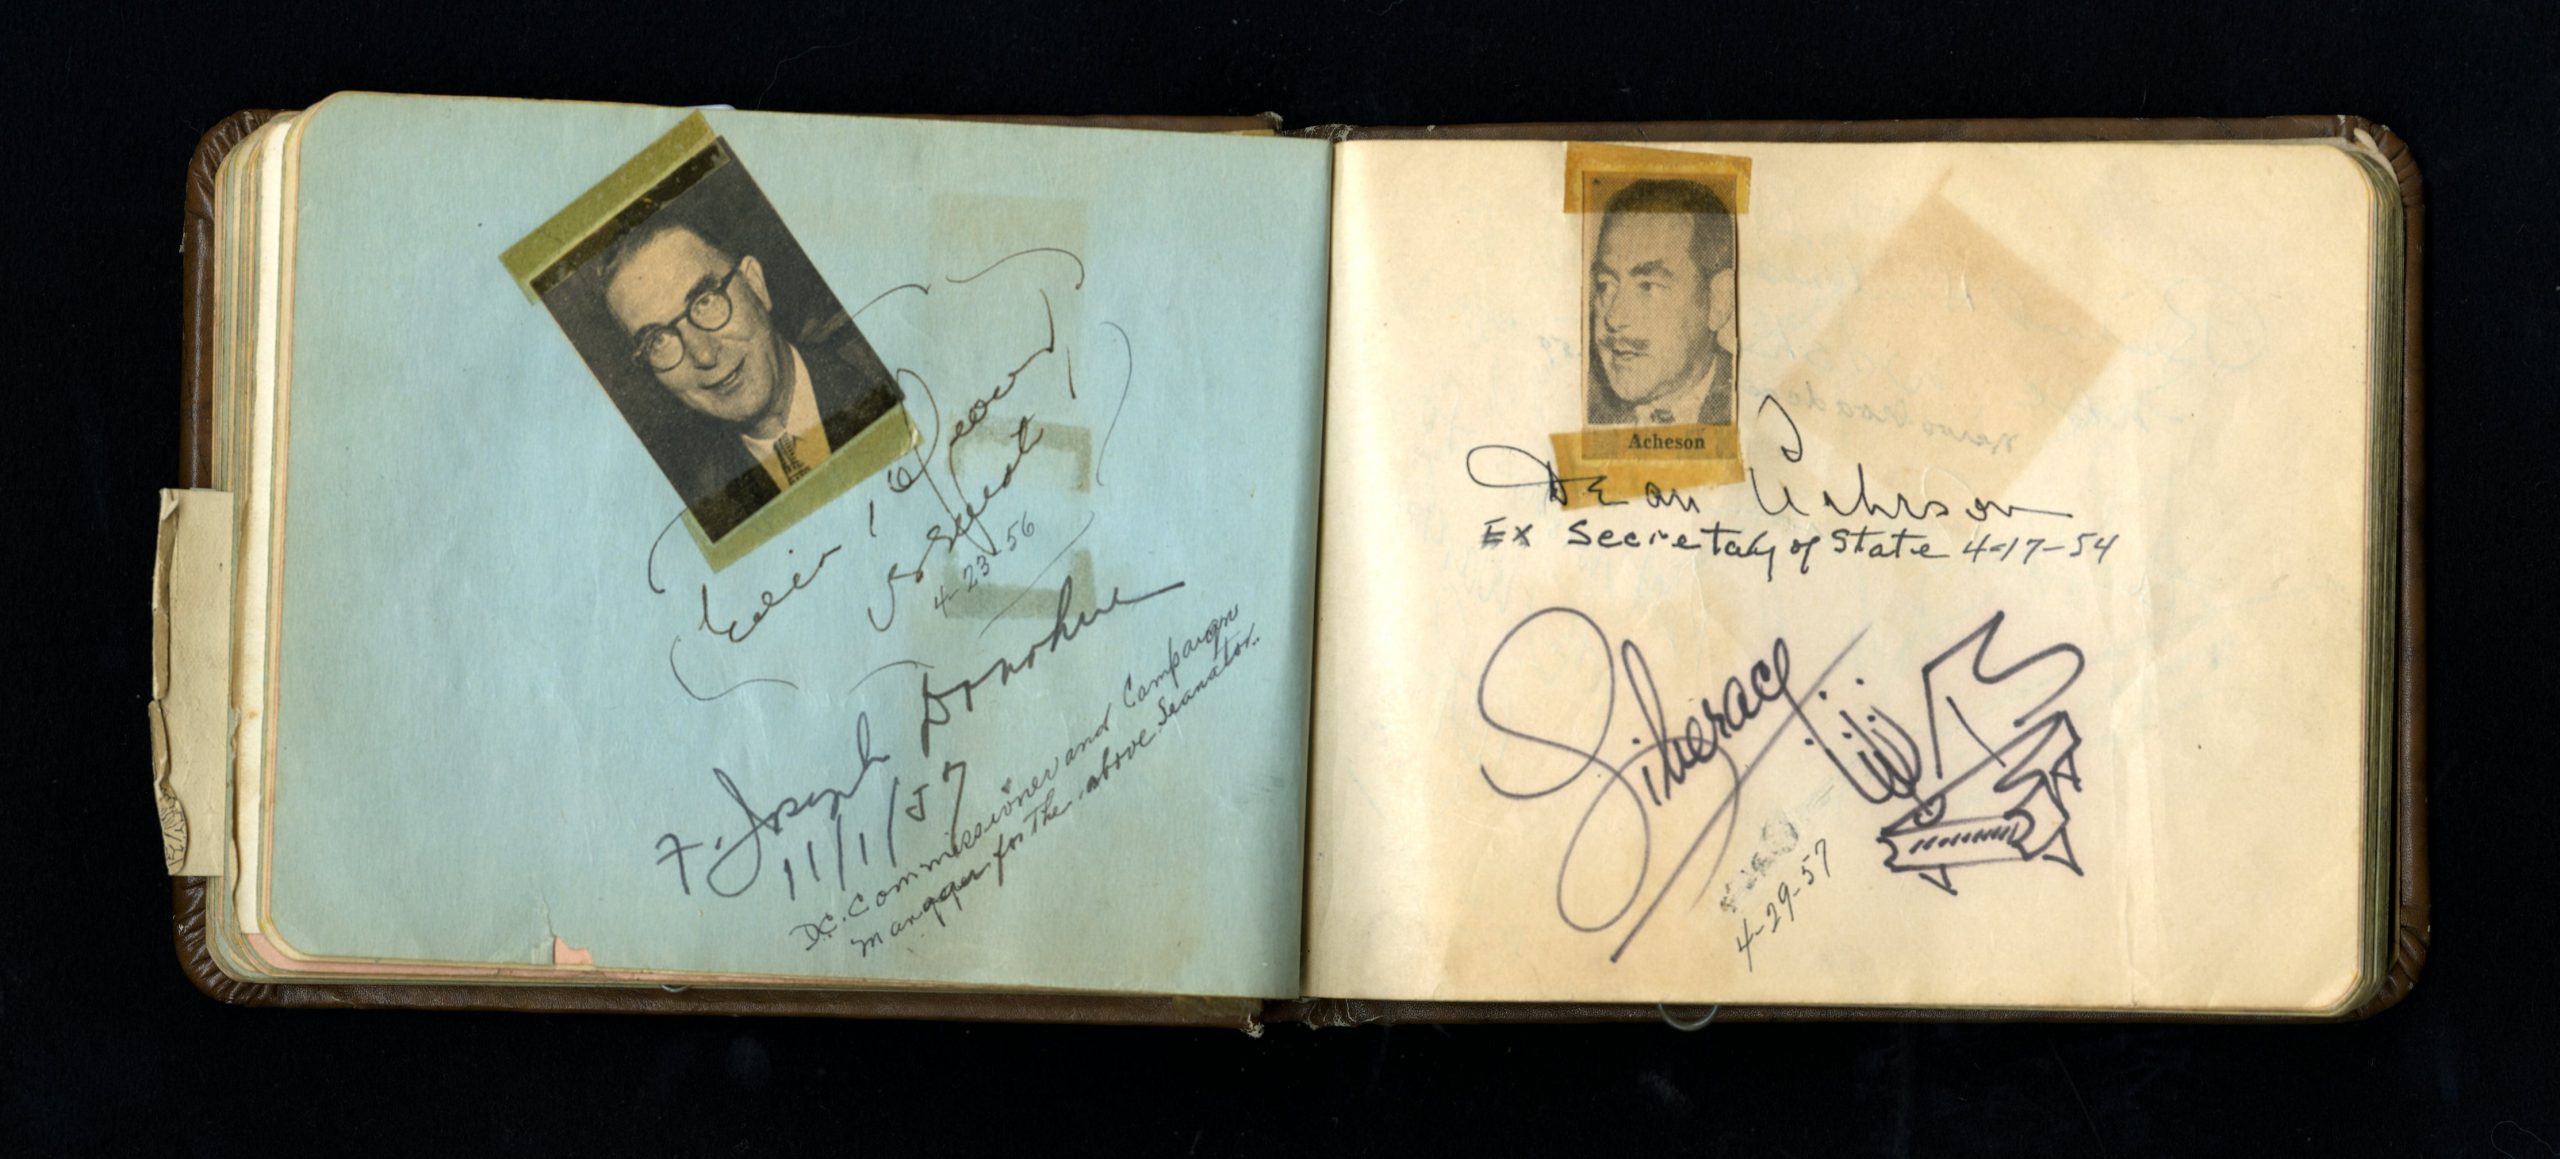 4-23-56
F. Joseph Donohue
11/1/57
D.C. Commissioner and Campaign
manager for The above Seanator.
Acheson
Dean Acheson
Ex Secretary of State 4-17-54
Liberace
4-29-57